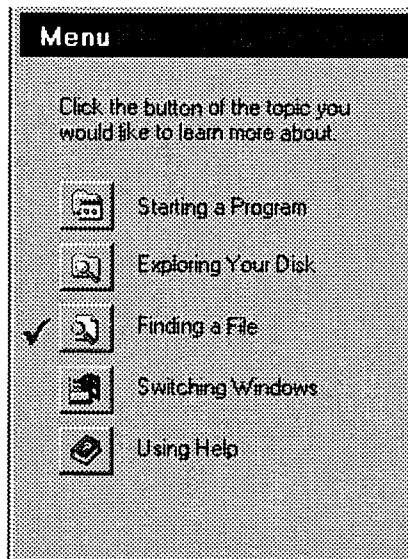 Menu
Click the button of the topic you
would like to learn more about.
Starting a Program
Exploring Your Disk
Finding a File
Switching Windows
Using Help